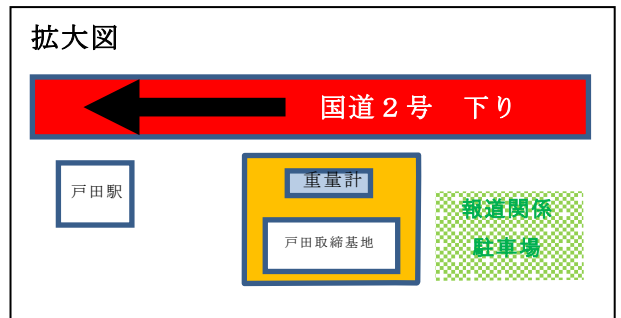 拡大図
国道２号　下り
戸田駅
重量計
戸田取締基地
報道関係
駐車場